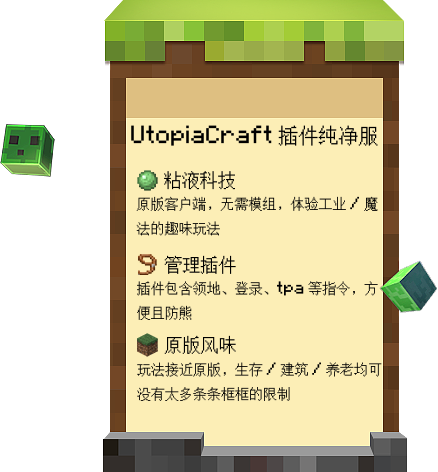 UtopiaCraft 插件纯净服
粘液科技
原版客户端，无需模组，体验工业／魔
法的趣味玩法
管理插件
插件包含领地、登录、tpa 等指令，方
便且防熊
原版风味
玩法接近原版，生存／建筑／养老均可
没有太多条条框框的限制